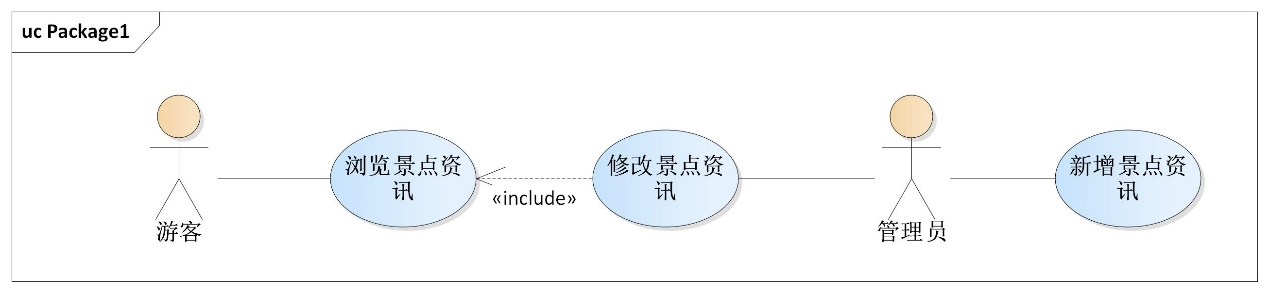 uc Package1
浏览景点资
讯
«include»
修改景点资
讯
新增景点资
讯
游客
管理员